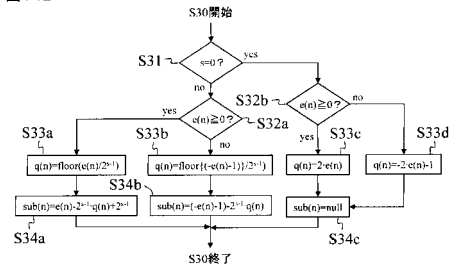 S30開始
S31
s=0?
yes
no
S32b
e(n)≧0?
no
yes
e(n)≧0?
S32a
yes
no
S33a
S33b
S33c
S33d
q(n)=floor(e(n)/2^{s-1})
q(n)=floor{(-e(n)-1)}/2^{s-1})
q(n)=2·e(n)
q(n)=-2·e(n)-1
S34b
sub(n)=e(n)-2^{s-1}·q(n)+2^{s-1}
sub(n)=(-e(n)-1)-2^{s-1}·q(n)
sub(n)=null
S34a
S34c
S30終了